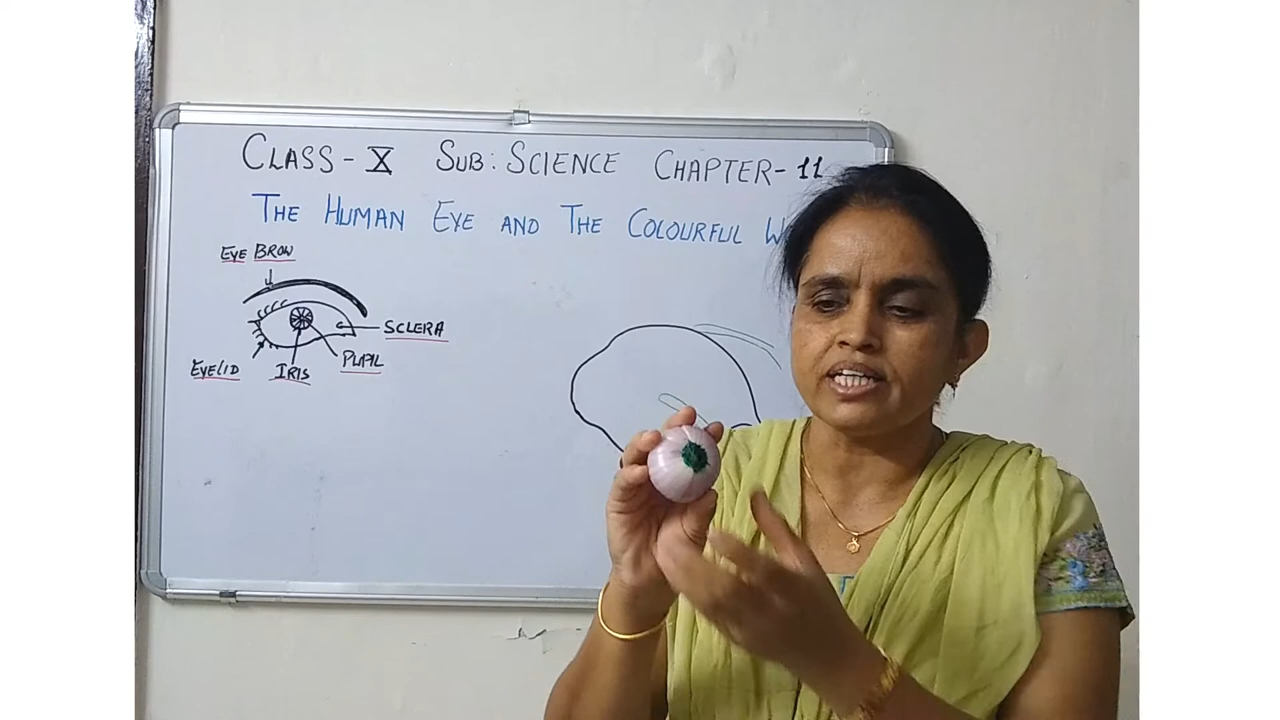 CLASS - X SUB: SCIENCE CHAPTER - 11
THE HUMAN EYE AND THE COLOURFUL
EYE BROW
SCLERA
PUPIL
EYELID
IRIS